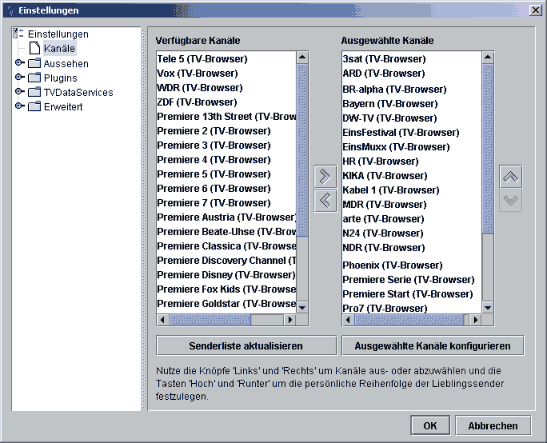 Einstellungen
Einstellungen
Kanäle
Aussehen
Plugins
TVDataServices
Erweitert
Verfügbare Kanäle
Tele 5 (TV-Browser)
Vox (TV-Browser)
WDR (TV-Browser)
ZDF (TV-Browser)
Premiere 13th Street (TV-Brow
Premiere 2 (TV-Browser)
Premiere 3 (TV-Browser)
Premiere 4 (TV-Browser)
Premiere 5 (TV-Browser)
Premiere 6 (TV-Browser)
Premiere 7 (TV-Browser)
Premiere Austria (TV-Browser)
Premiere Beate-Uhse (TV-Brow
Premiere Classica (TV-Browse
Premiere Discovery Channel (T
Premiere Disney (TV-Browser)
Premiere Fox Kids (TV-Browser
Premiere Goldstar (TV-Browser
Ausgewählte Kanäle
3sat (TV-Browser)
ARD (TV-Browser)
BR-alpha (TV-Browser)
Bayern (TV-Browser)
DW-TV (TV-Browser)
EinsFestival (TV-Browser)
EinsMuxx (TV-Browser)
HR (TV-Browser)
KIKA (TV-Browser)
Kabel 1 (TV-Browser)
MDR (TV-Browser)
arte (TV-Browser)
N24 (TV-Browser)
NDR (TV-Browser)
Phoenix (TV-Browser)
Premiere Serie (TV-Browser)
Premiere Start (TV-Browser)
Pro7 (TV-Browser)
Senderliste aktualisieren
Ausgewählte Kanäle konfigurieren
Nutze die Knöpfe 'Links' und 'Rechts' um Kanäle aus- oder abzuwählen und die
Tasten 'Hoch' und 'Runter' um die persönliche Reihenfolge der Lieblingssender
festzulegen.
OK
Abbrechen